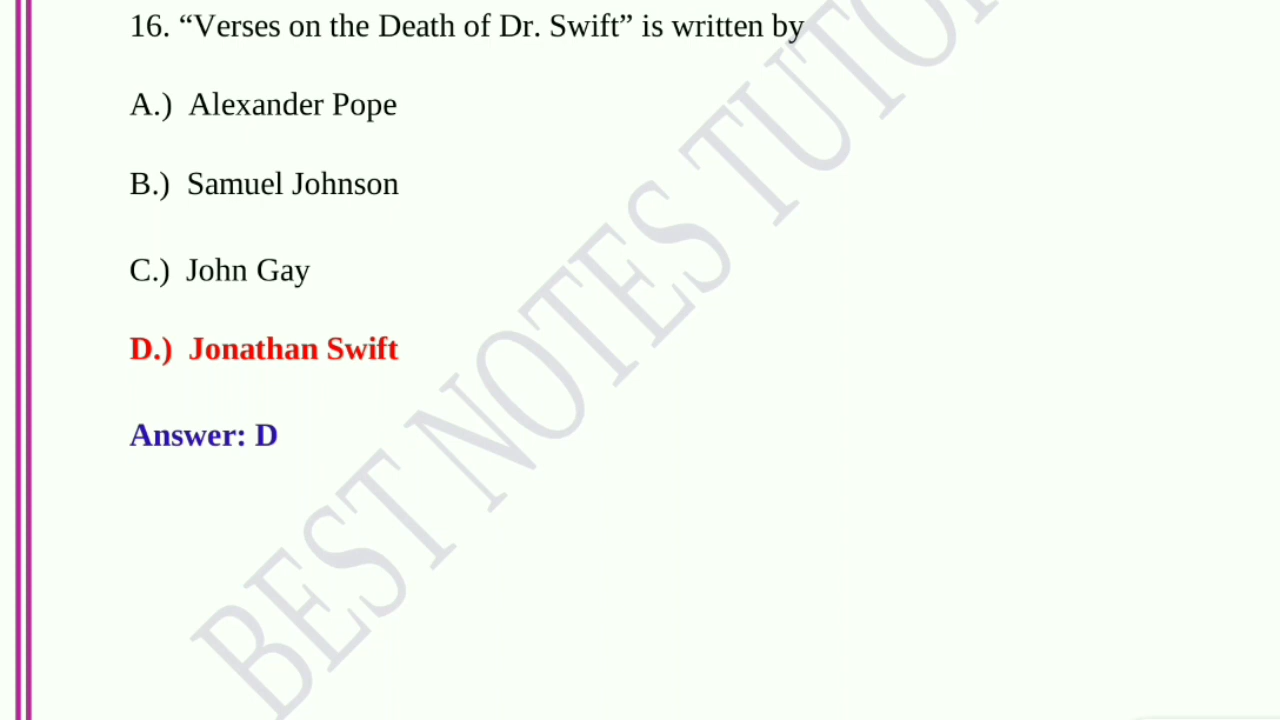 16. “Verses on the Death of Dr. Swift” is written by
A.) Alexander Pope
B.) Samuel Johnson
C.) John Gay
D.) Jonathan Swift
Answer: D
BEST NOTES TUTOR